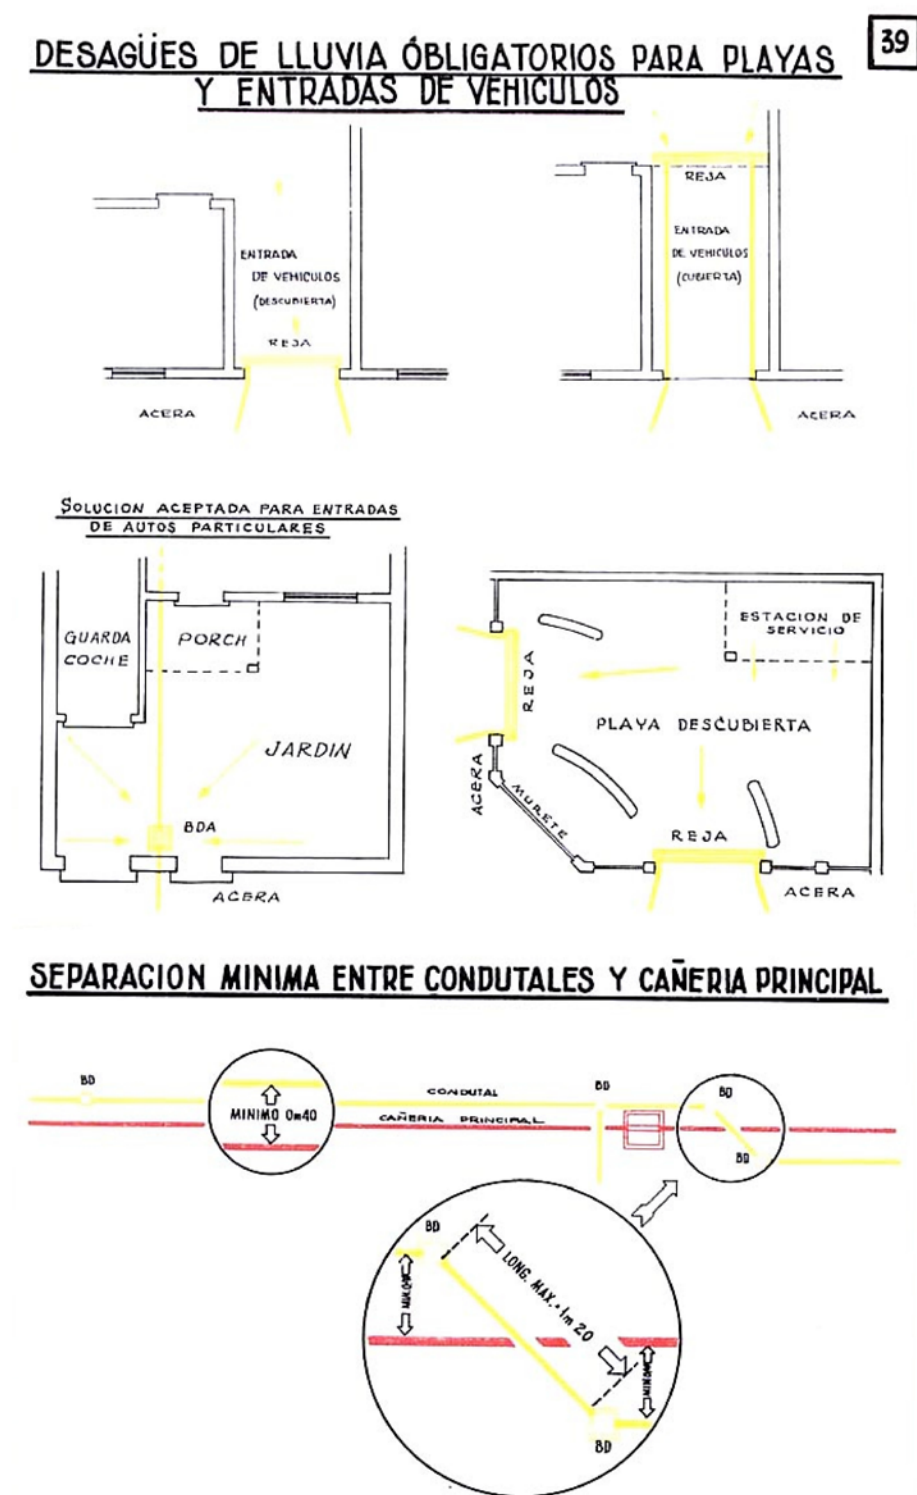 39
DESAGÜES DE LLUVIA ÓBLIGATORIOS PARA PLAYAS
Y ENTRADAS DE VEHICULOS
ENTRADA
DE VEHICULOS
(DESCUBIERTA)
REJA
ACERA
REJA
ENTRADA
DE VEHICULOS
(CUBIERTA)
ACERA
SOLUCION ACEPTADA PARA ENTRADAS
DE AUTOS PARTICULARES
GUARDA
COCHE
PORCH
JARDIN
BDA
ACERA
ESTACION DE
SERVICIO
REJA
PLAYA DESCUBIERTA
ACERA
MURETE
REJA
ACERA
SEPARACION MINIMA ENTRE CONDUTALES Y CAÑERIA PRINCIPAL
BD
MINIMO 0m40
CONDUTAL
CAÑERIA PRINCIPAL
BD
BD
BD
BD
LONG. MAX. = 1m 20
BD